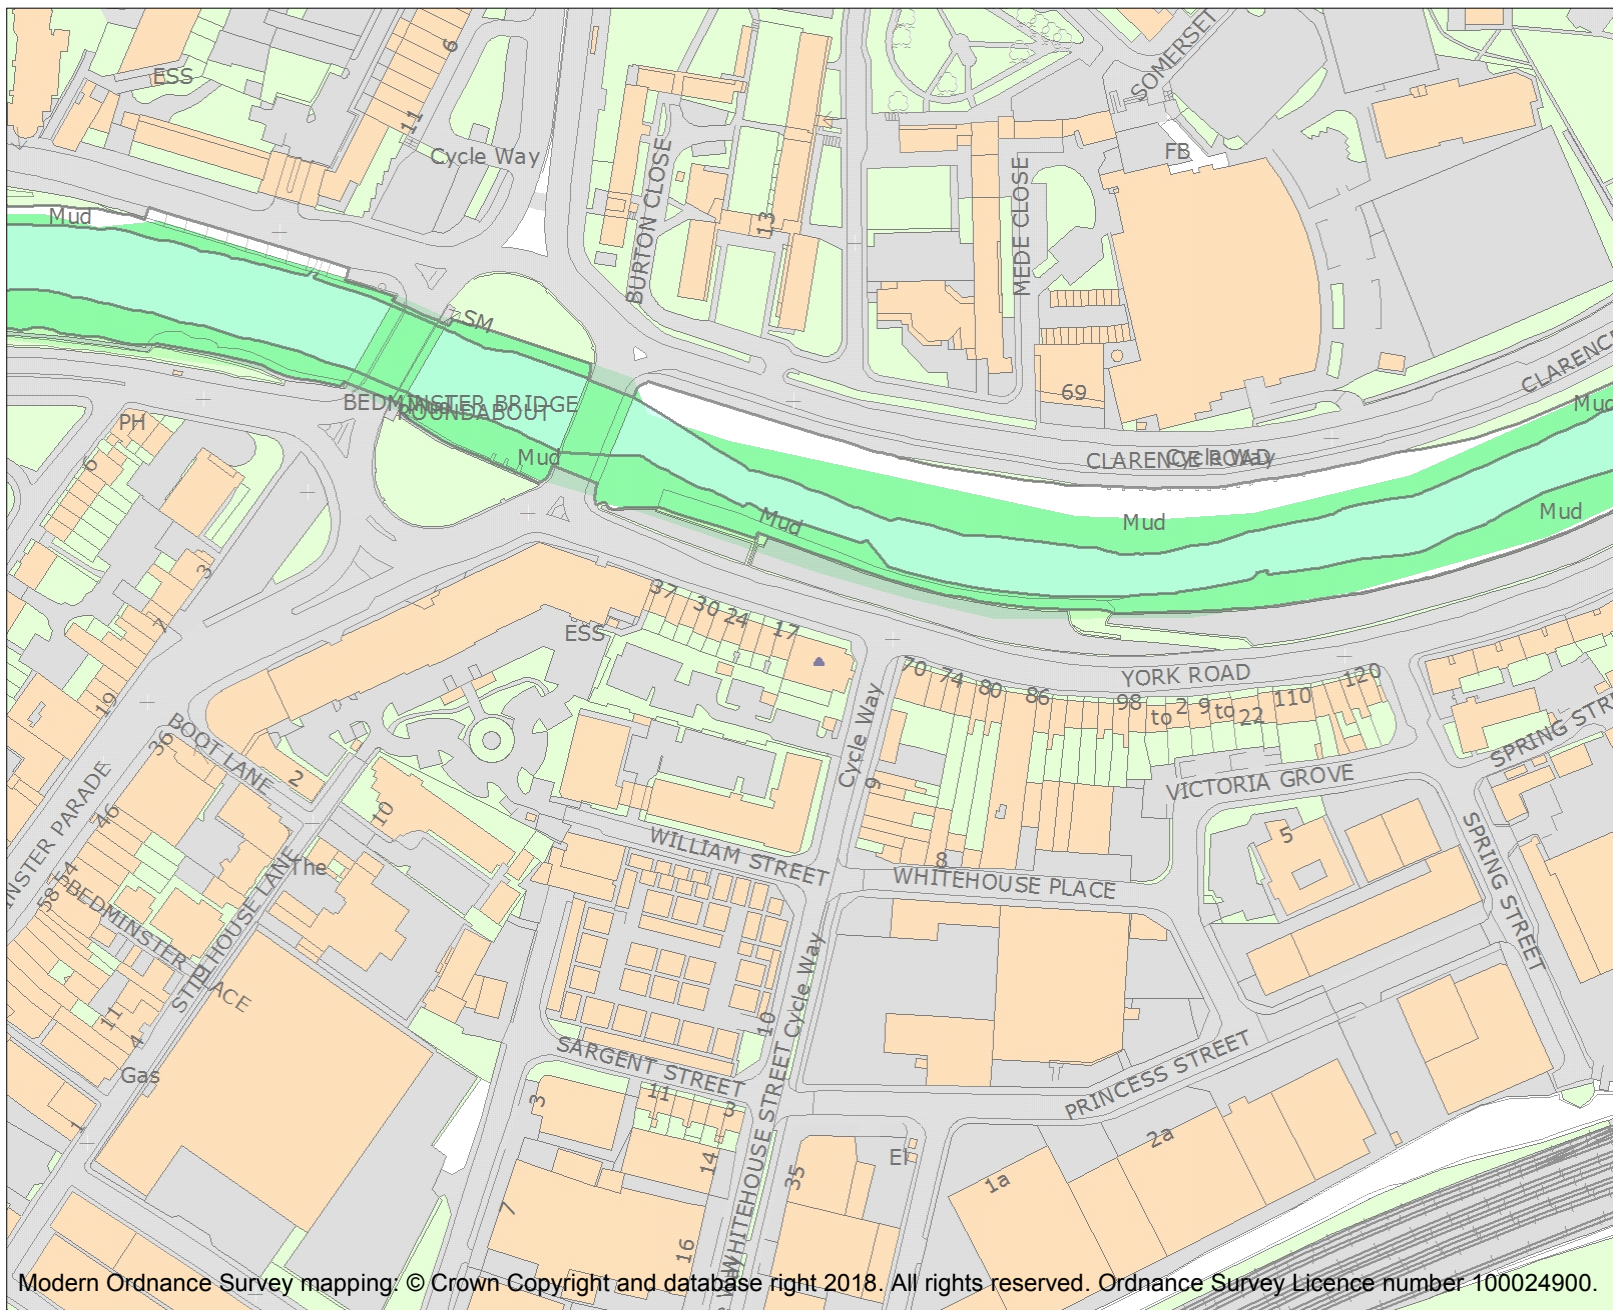 6
ESS
SOMERSET
11
Cycle Way
FB
BURTON CLOSE
MEDE CLOSE
Mud
13
SM
CLARENCE
69
BEDMINSTER BRIDGE
ROUNDABOUT
Mud
PH
CLARENCE ROAD
Cycle Way
6
Mud
Mud
Mud
Mud
3
37
30
24
17
ESS
7
70
74
80
86
98
to
2
9
to
22
110
120
YORK ROAD
19
BOOT LANE
36
SPRING STR
Cycle Way
9
VICTORIA GROVE
2
10
46
SPRING STREET
5
WILLIAM STREET
8
WHITEHOUSE PLACE
INSTER PARADE
The
54
58
BEDMINSTER PLACE
STILLHOUSE LANE
Cycle Way
11
4
10
SARGENT STREET
Gas
PRINCESS STREET
11
3
3
1
2a
14
El
35
1a
7
WHITEHOUSE STREET
16
Modern Ordnance Survey mapping: © Crown Copyright and database right 2018. All rights reserved. Ordnance Survey Licence number 100024900.